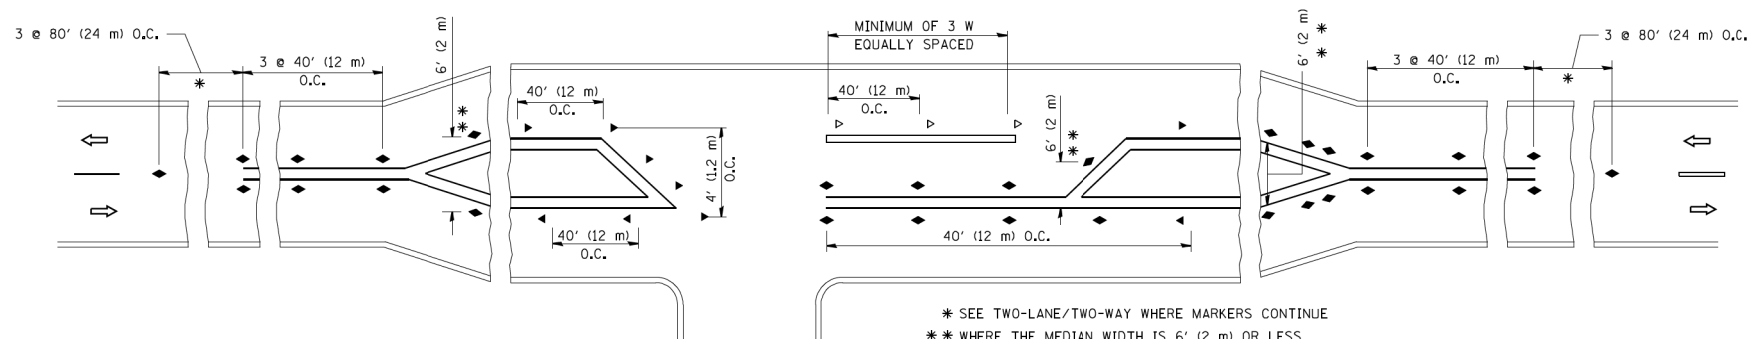 3 @ 80' (24 m) O.C.
3 @ 40' (12 m)
O.C.
*
6' (2 m)
* *
40' (12 m)
O.C.
4' (1.2 m)
O.C.
40' (12 m)
O.C.
MINIMUM OF 3 W
EQUALLY SPACED
40' (12 m)
O.C.
6' (2 m)
* *
40' (12 m) O.C.
6' (2 m)
* *
3 @ 40' (12 m)
O.C.
3 @ 80' (24 m) O.C.
*
* SEE TWO-LANE/TWO-WAY WHERE MARKERS CONTINUE
* * WHERE THE MEDIAN WIDTH IS 6' (2 m) OR LESS